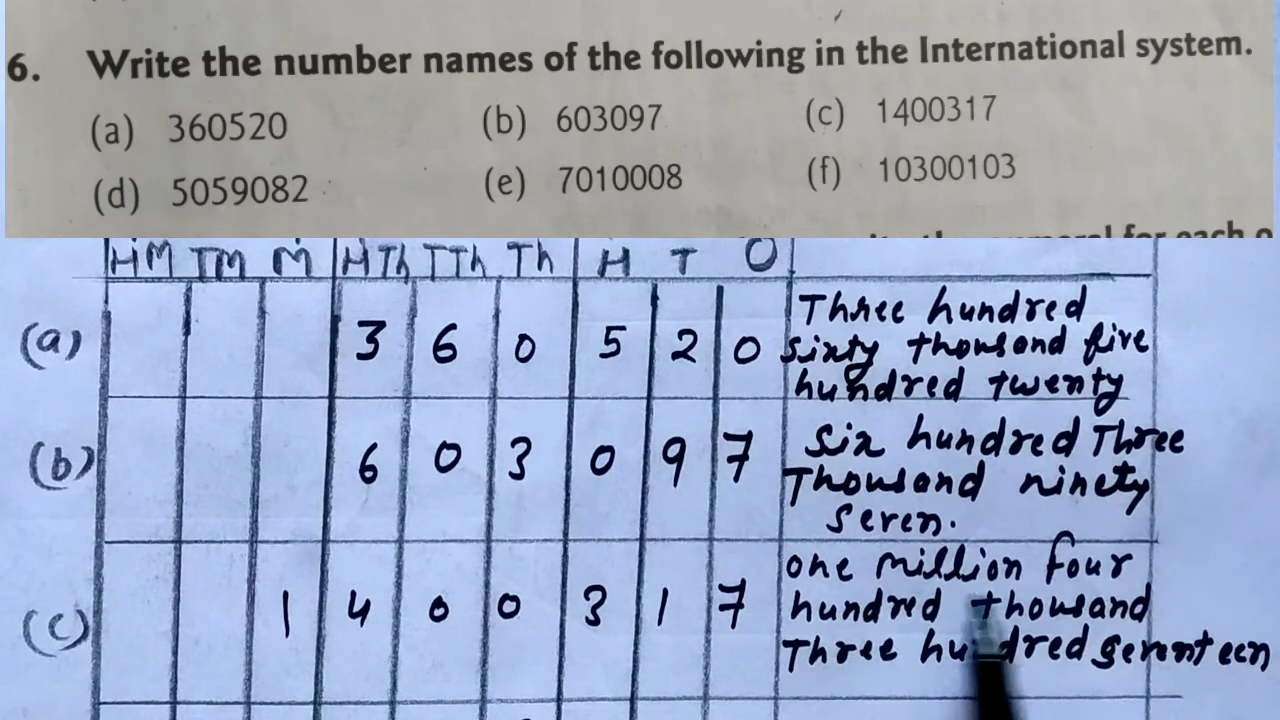 6. Write the number names of the following in the International system.
(a) 360520 (b) 603097 (c) 1400317
(d) 5059082 (e) 7010008 (f) 10300103
for each
HM TM M HTh TTh Th H T O
(a) 3 6 0 5 2 0 Three hundred
sixty thousand five
hundred twenty
(b) 6 0 3 0 9 7 Six hundred Three
Thousand ninety
seven.
(c) 1 4 0 0 3 1 7 one million four
hundred thousand
Three hundred seventeen